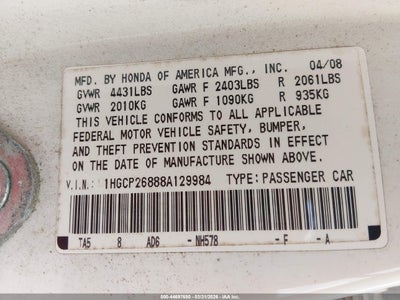 MFD. BY HONDA OF AMERICA MFG., INC. 04/08
GVWR 4431LBS GAWR F 2403LBS R 2061LBS
GVWR 2010KG GAWR F 1090KG R 935KG
THIS VEHICLE CONFORMS TO ALL APPLICABLE
FEDERAL MOTOR VEHICLE SAFETY, BUMPER,
AND THEFT PREVENTION STANDARDS IN EFFECT
ON THE DATE OF MANUFACTURE SHOWN ABOVE.
V.I.N.: 1HGCP26888A129984 TYPE: PASSENGER CAR
TA5 8 AD6 - NH578 - F - A